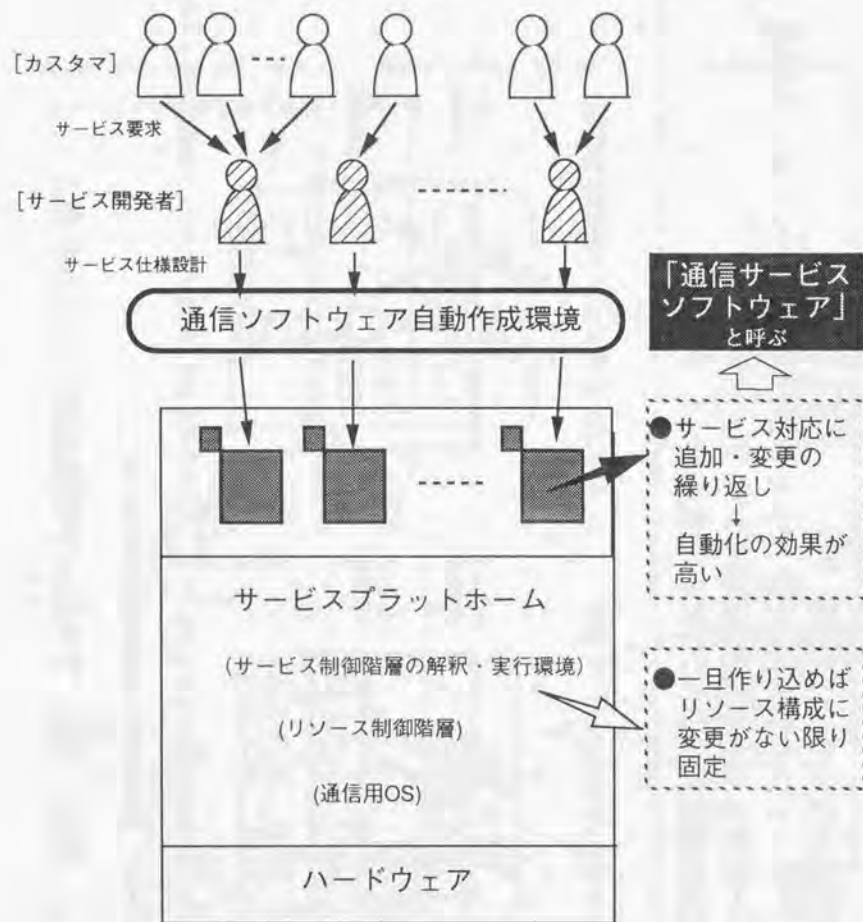 [カスタマ]
サービス要求
[サービス開発者]
サービス仕様設計
通信ソフトウェア自動作成環境
「通信サービス
ソフトウェア」
と呼ぶ
●サービス対応に
追加・変更の
繰り返し
↓
自動化の効果が
高い
サービスプラットホーム
(サービス制御階層の解釈・実行環境)
(リソース制御階層)
(通信用OS)
●一旦作り込めば
リソース構成に
変更がない限り
固定
ハードウェア